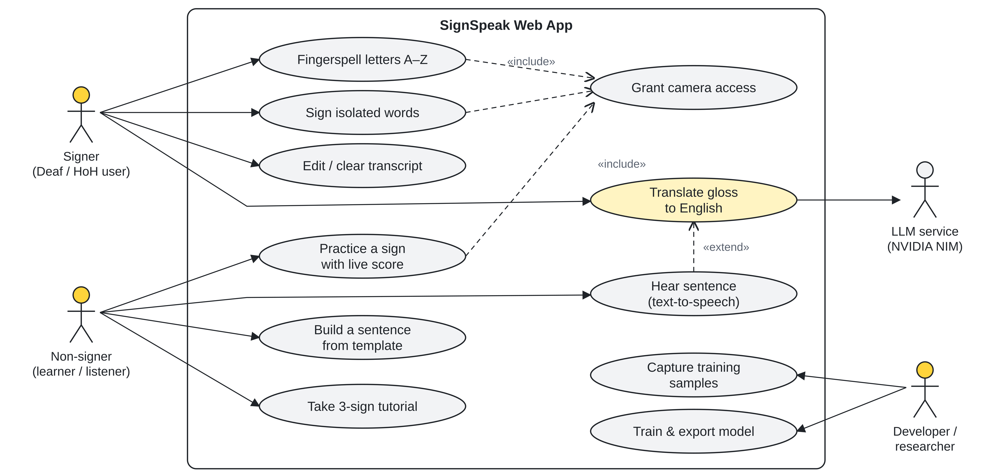 SignSpeak Web App
Fingerspell letters A–Z
«include»
Grant camera access
Sign isolated words
Signer
(Deaf / HoH user)
Edit / clear transcript
«include»
Translate gloss
to English
LLM service
(NVIDIA NIM)
Practice a sign
with live score
«extend»
Hear sentence
(text-to-speech)
Non-signer
(learner / listener)
Build a sentence
from template
Capture training
samples
Take 3-sign tutorial
Train & export model
Developer /
researcher